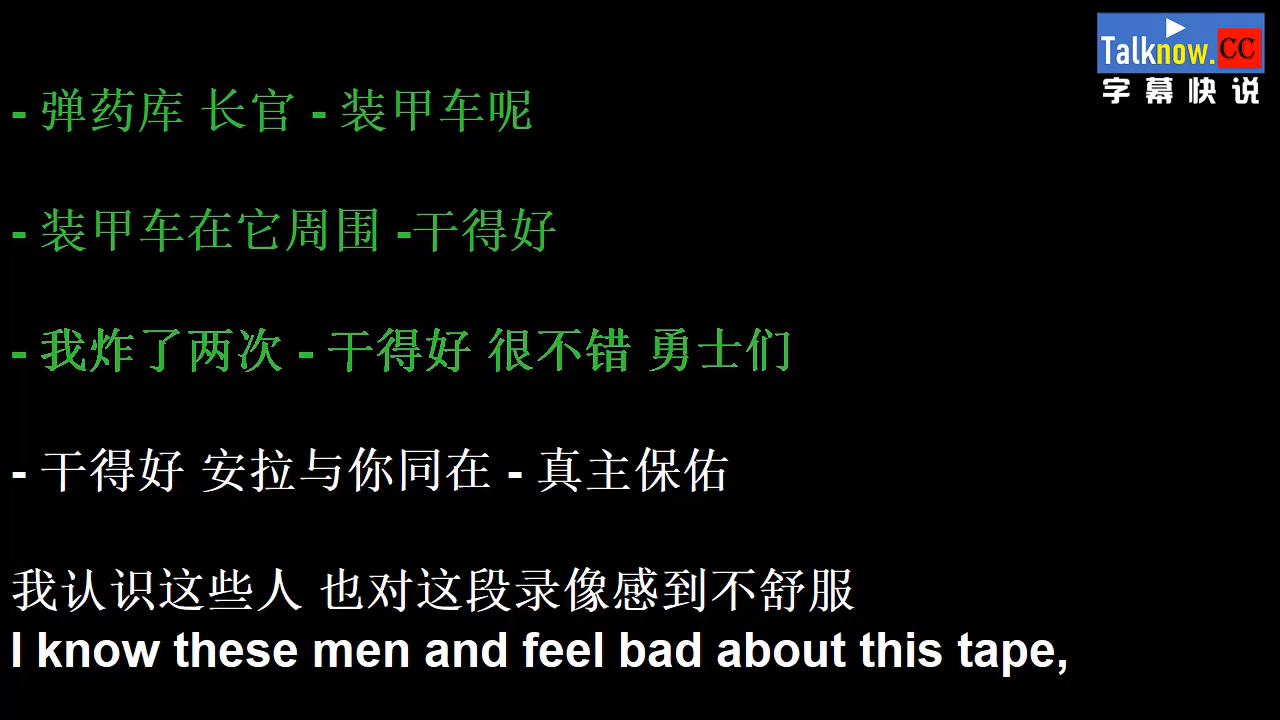 Talknow.CC
字幕快说
- 弹药库 长官 - 装甲车呢
- 装甲车在它周围 -干得好
- 我炸了两次 - 干得好 很不错 勇士们
- 干得好 安拉与你同在 - 真主保佑
我认识这些人 也对这段录像感到不舒服
I know these men and feel bad about this tape,